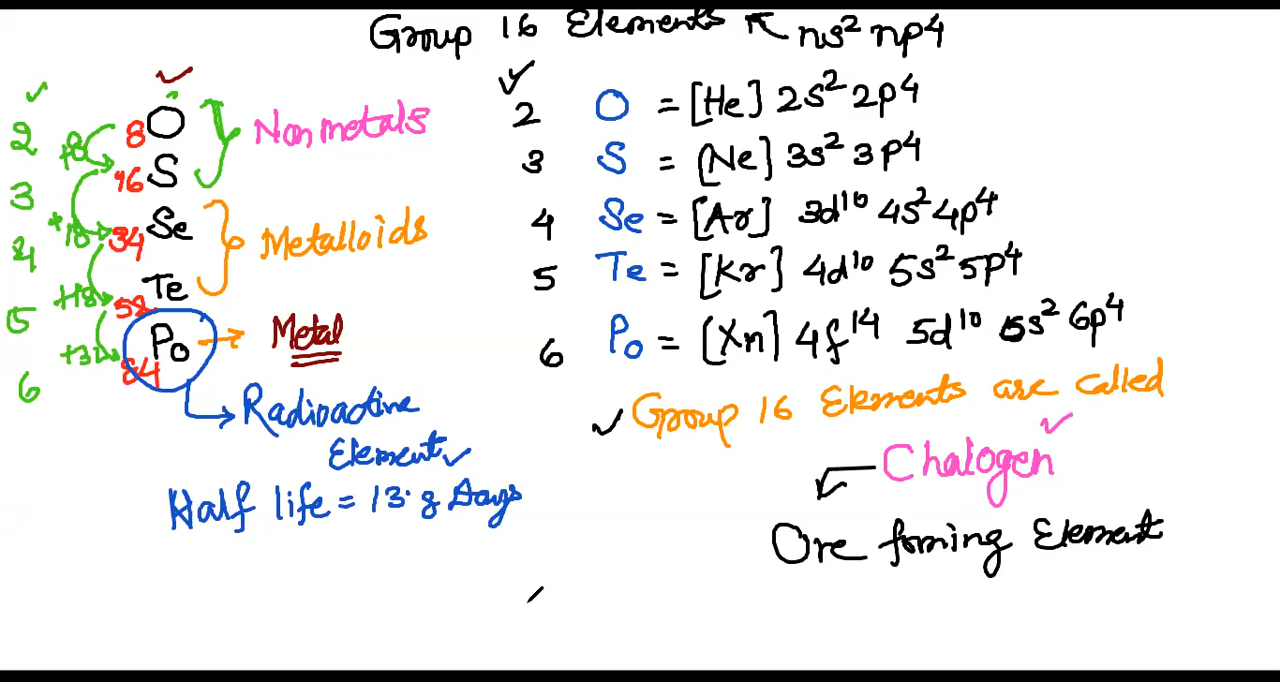 Group 16 Elements ns² np⁴
2 8 O Nonmetals
+8
3 16 S
+18
4 34 Se Metalloids
+18
5 52 Te
+32
6 84 Po → Metal
Radioactive
Element
Half life = 13.8 Days
2 O = [He] 2s² 2p⁴
3 S = [Ne] 3s² 3p⁴
4 Se = [Ar] 3d¹⁰ 4s² 4p⁴
5 Te = [Kr] 4d¹⁰ 5s² 5p⁴
6 Po = [Xn] 4f¹⁴ 5d¹⁰ 6s² 6p⁴
Group 16 Elements are called
Chalogen
Ore forming Element